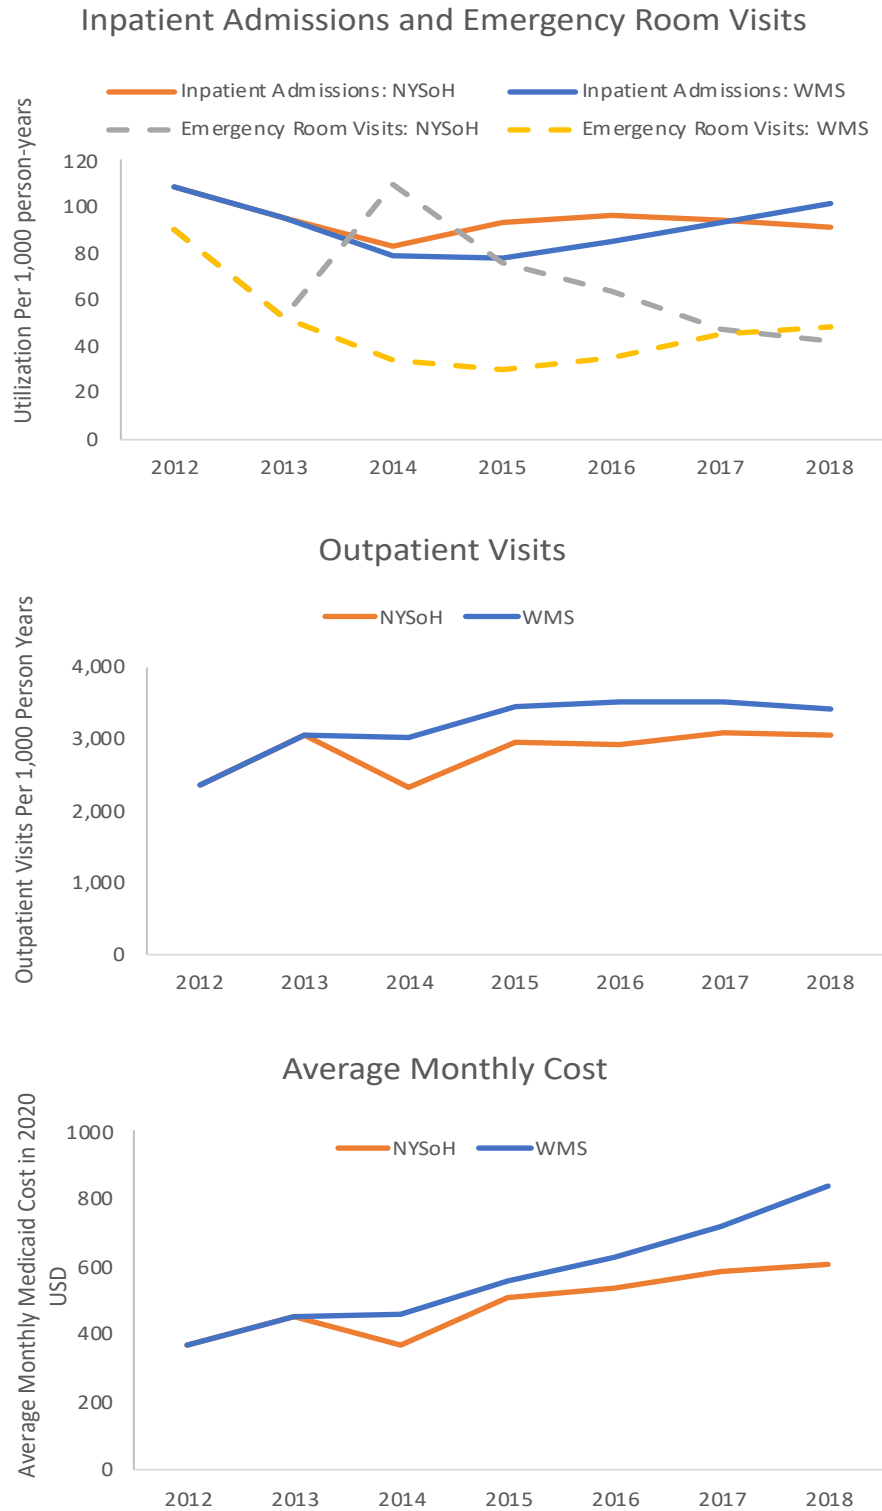 Inpatient Admissions and Emergency Room Visits
Inpatient Admissions: NYSoH
Inpatient Admissions: WMS
Emergency Room Visits: NYSoH
Emergency Room Visits: WMS
Utilization Per 1,000 person-years
120
100
80
60
40
20
0
2012 2013 2014 2015 2016 2017 2018
Outpatient Visits
NYSoH WMS
Outpatient Visits Per 1,000 Person Years
4,000
3,000
2,000
1,000
0
2012 2013 2014 2015 2016 2017 2018
Average Monthly Cost
NYSoH WMS
Average Monthly Medicaid Cost in 2020
USD
1000
800
600
400
200
0
2012 2013 2014 2015 2016 2017 2018